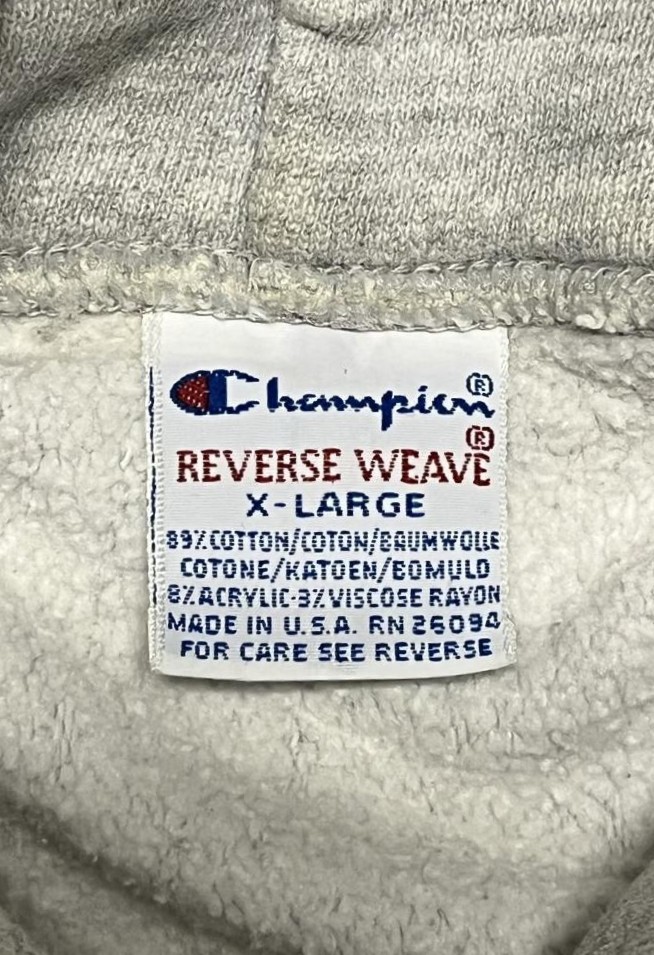 Champion®
®
REVERSE WEAVE
X-LARGE
89% COTTON/COTON/BAUMWOLLE
COTONE/KATOEN/BOMULD
8% ACRYLIC-3% VISCOSE RAYON
MADE IN U.S.A. RN 26094
FOR CARE SEE REVERSE